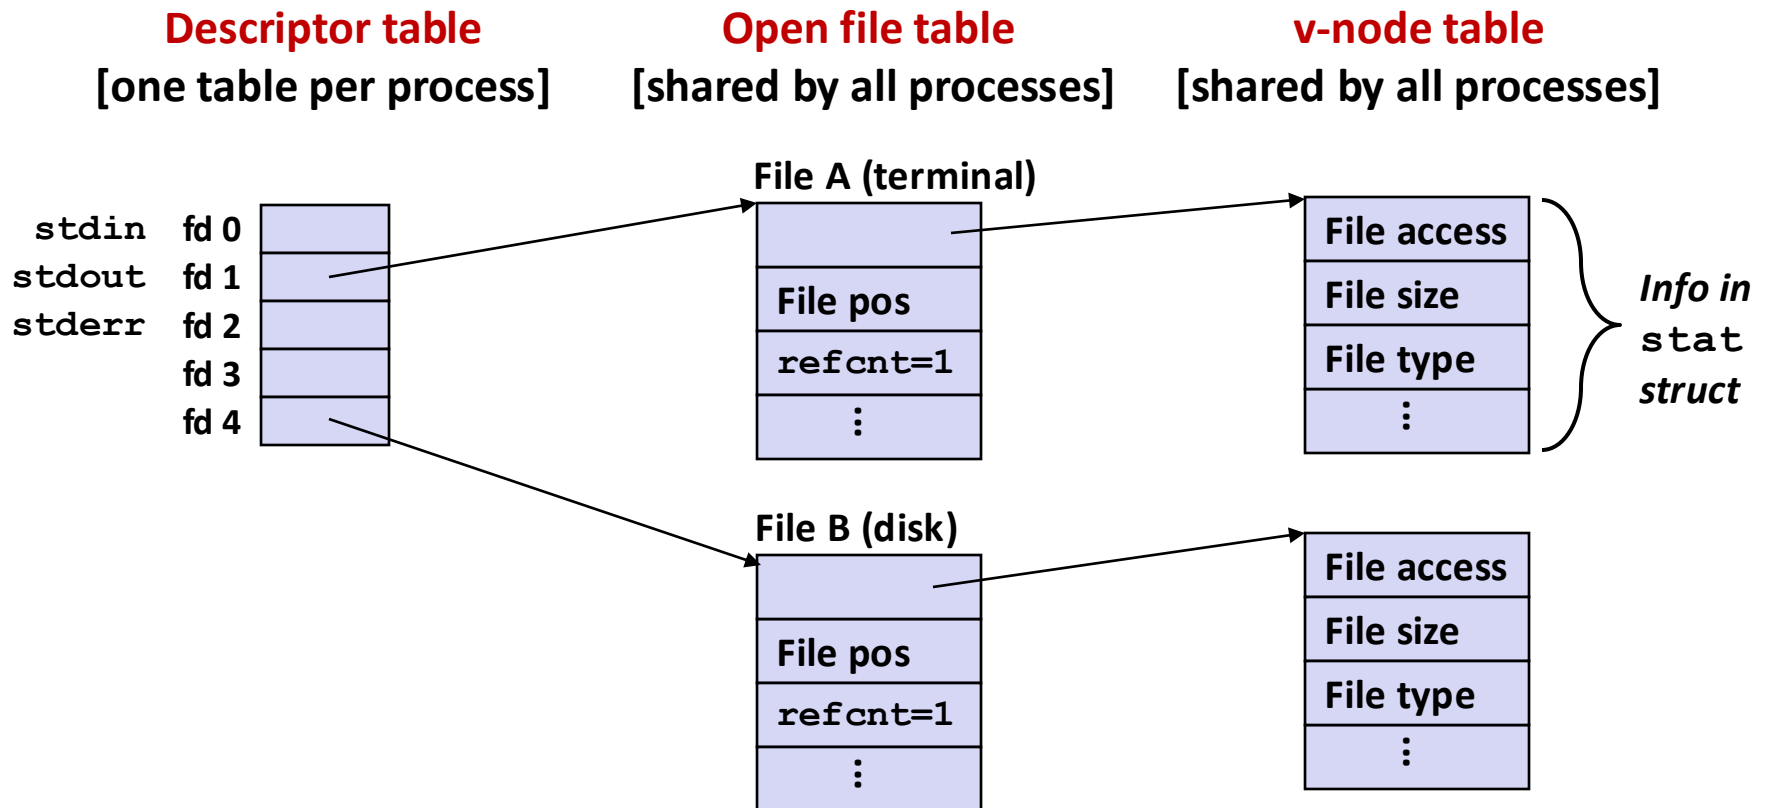 Descriptor table
[one table per process]
Open file table
[shared by all processes]
v-node table
[shared by all processes]
stdin fd 0
stdout fd 1
stderr fd 2
fd 3
fd 4
File A (terminal)
File pos
refcnt=1
⋮
File access
File size
File type
⋮
Info in
stat
struct
File B (disk)
File pos
refcnt=1
⋮
File access
File size
File type
⋮